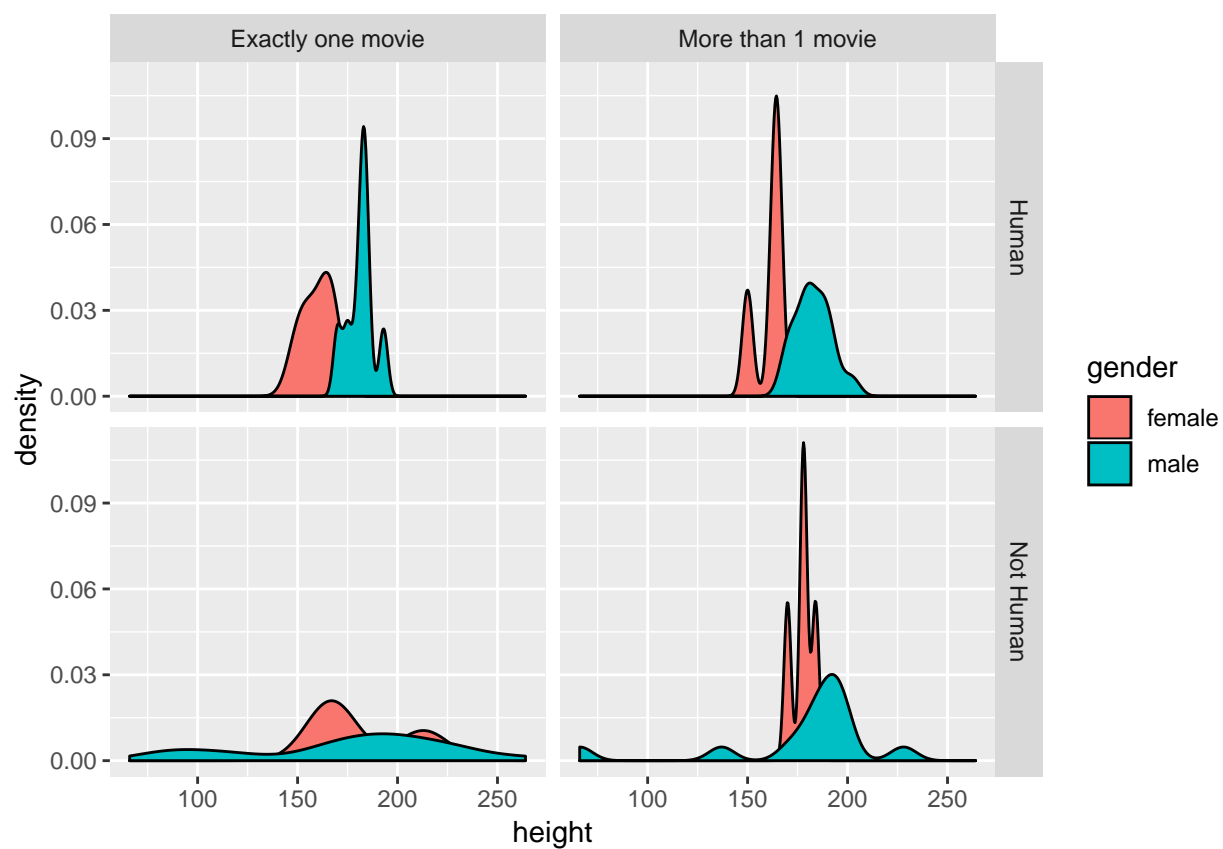 Exactly one movie
More than 1 movie
Human
Not Human
density
0.09
0.06
0.03
0.00
0.09
0.06
0.03
0.00
100 150 200 250
100 150 200 250
height
gender
female
male